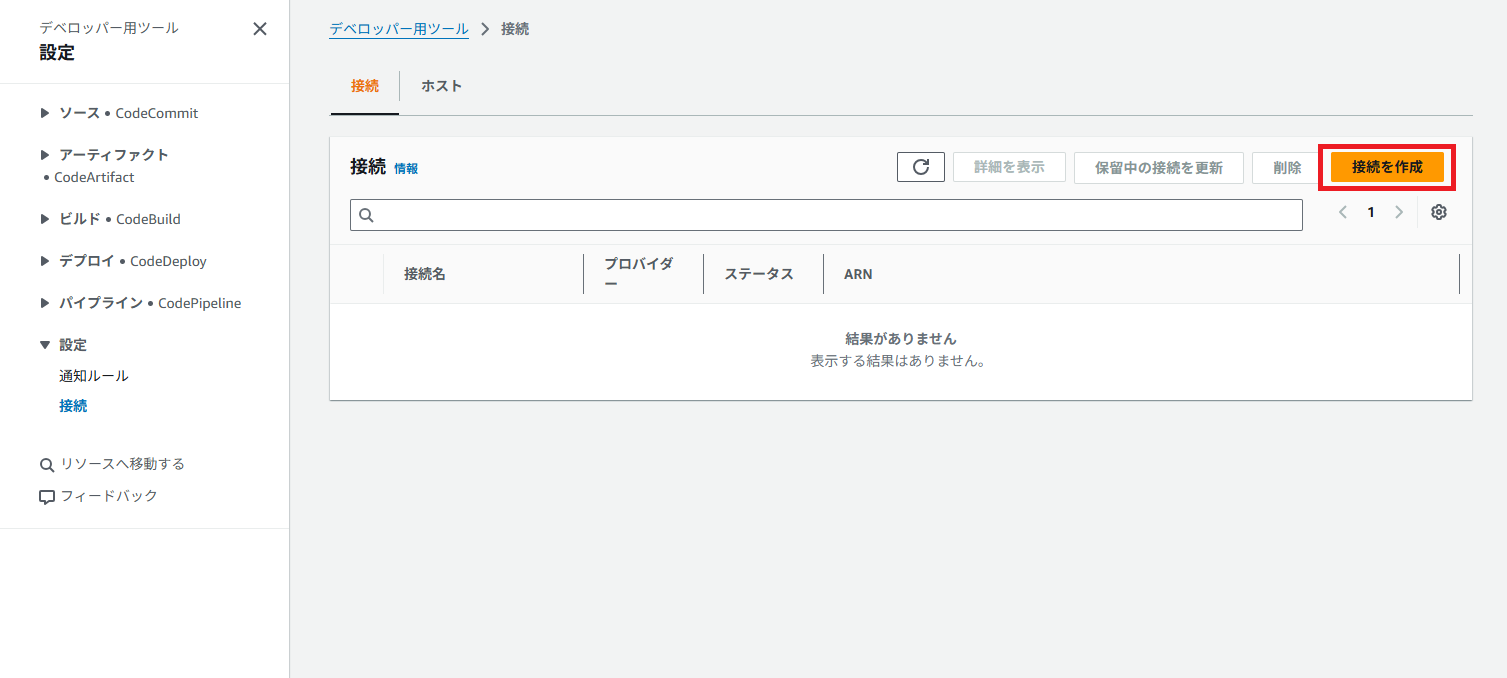 デベロッパー用ツール
設定
ソース • CodeCommit
アーティファクト
• CodeArtifact
ビルド • CodeBuild
デプロイ • CodeDeploy
パイプライン • CodePipeline
設定
通知ルール
接続
リソースへ移動する
フィードバック
デベロッパー用ツール 接続
接続 ホスト
接続 情報 詳細を表示 保留中の接続を更新 削除 接続を作成
1
接続名 プロバイダー ステータス ARN
結果がありません
表示する結果はありません。